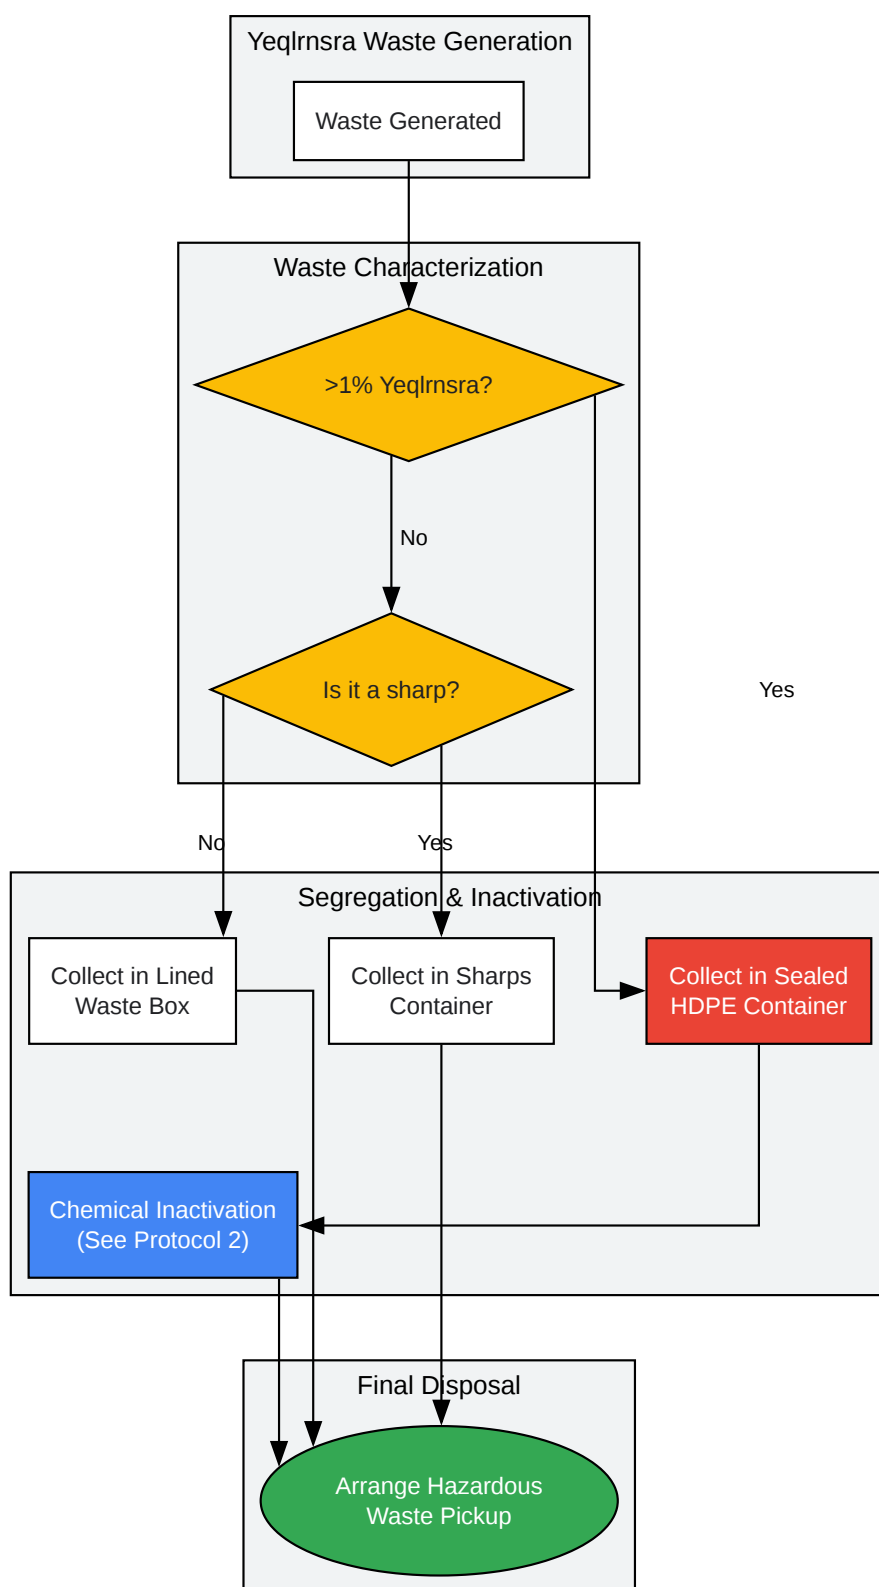 Yeqlrnsra Waste Generation
Waste Generated
Waste Characterization
>1% Yeqlrnsra?
No
Is it a sharp?
Yes
No
Yes
Segregation & Inactivation
Collect in Lined
Waste Box
Collect in Sharps
Container
Collect in Sealed
HDPE Container
Chemical Inactivation
(See Protocol 2)
Final Disposal
Arrange Hazardous
Waste Pickup